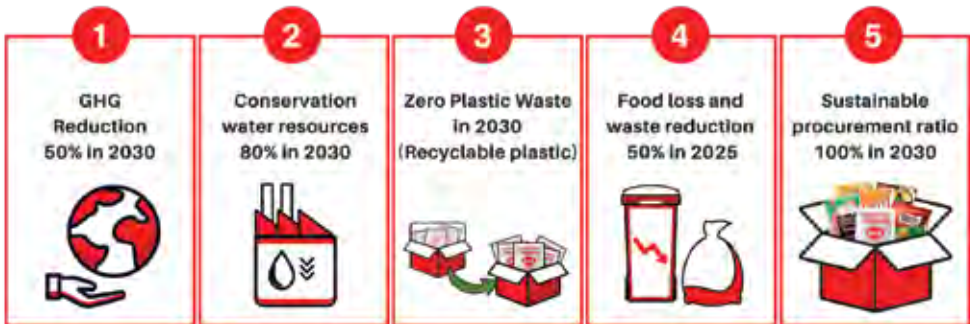 1
GHG
Reduction
50% in 2030
2
Conservation
water resources
80% in 2030
3
Zero Plastic Waste
in 2030
(Recyclable plastic)
4
Food loss and
waste reduction
50% in 2025
5
Sustainable
procurement ratio
100% in 2030